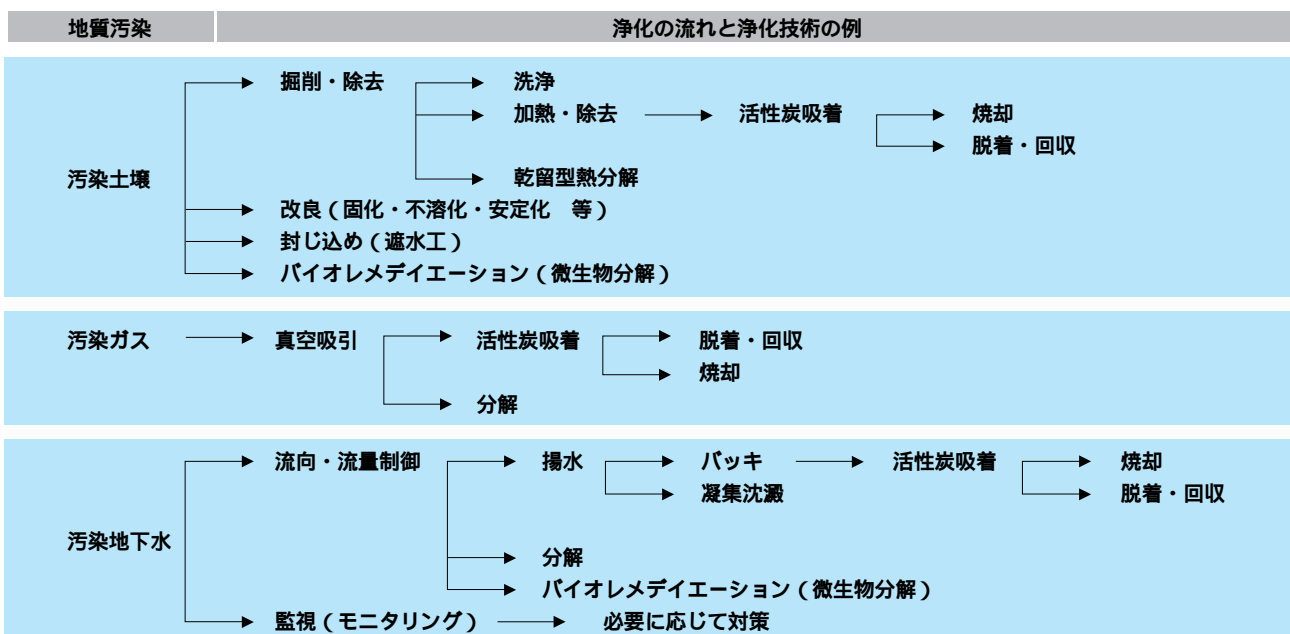 地質汚染 浄化の流れと浄化技術の例
掘削・除去 洗浄
加熱・除去 活性炭吸着 焼却
脱着・回収
汚染土壌 乾留型熱分解
改良(固化・不溶化・安定化 等)
封じ込め(遮水工)
バイオレメデイエーション(微生物分解)
汚染ガス 真空吸引 活性炭吸着 脱着・回収
焼却
分解
流向・流量制御 揚水 バッキ 活性炭吸着 焼却
凝集沈澱 脱着・回収
汚染地下水
分解
バイオレメデイエーション(微生物分解)
監視(モニタリング) 必要に応じて対策